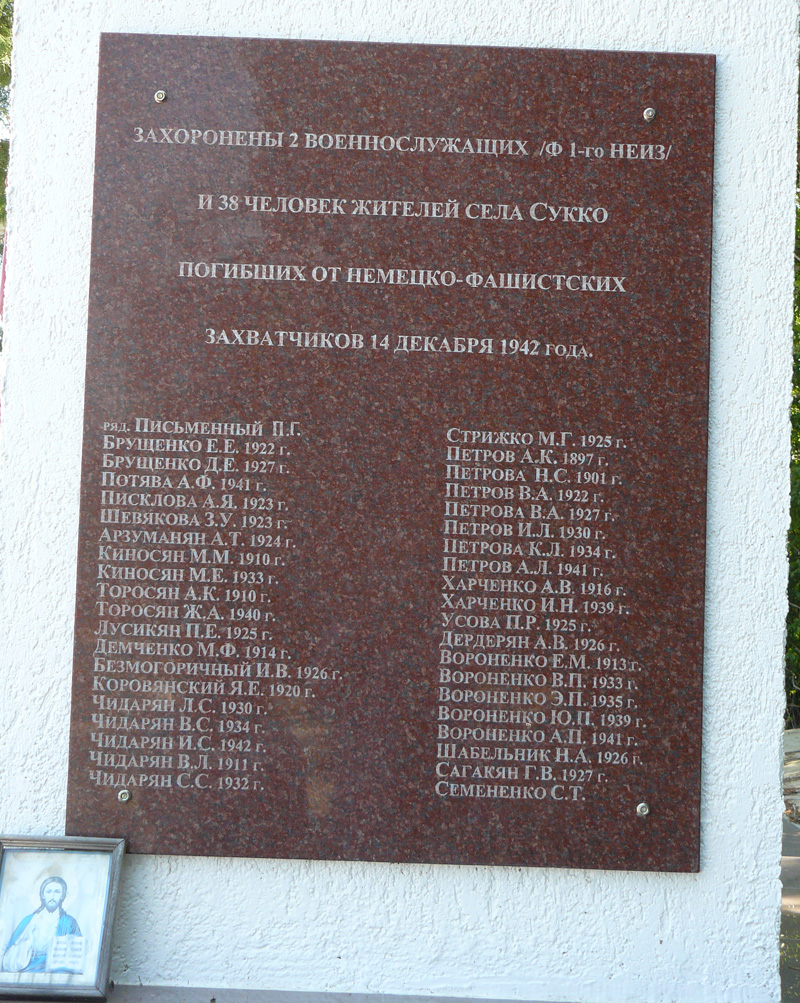 ЗАХОРОНЕНЫ 2 ВОЕННОСЛУЖАЩИХ /Ф 1-го НЕИЗ/
И 38 ЧЕЛОВЕК ЖИТЕЛЕЙ СЕЛА СУККО
ПОГИБШИХ ОТ НЕМЕЦКО-ФАШИСТСКИХ
ЗАХВАТЧИКОВ 14 ДЕКАБРЯ 1942 ГОДА.
РЯД. ПИСЬМЕННЫЙ П.Г.
БРУЩЕНКО Е.Е. 1922 г.
БРУЩЕНКО Д.Е. 1927 г.
ПОТЯВА А.Ф. 1941 г.
ПИСКЛОВА А.Я. 1923 г.
ШЕВЯКОВА З.У. 1923 г.
АРЗУМАНЯН А.Т. 1924 г.
КИНОСЯН М.М. 1910 г.
КИНОСЯН М.Е. 1933 г.
ТОРОСЯН А.К. 1910 г.
ТОРОСЯН Ж.А. 1940 г.
ЛУСИКЯН П.Е. 1925 г.
ДЕМЧЕНКО М.Ф. 1914 г.
БЕЗМОГОРИЧНЫЙ И.В. 1926 г.
КОРОВЯНСКИЙ Я.Е. 1920 г.
ЧИДАРЯН Л.С. 1930 г.
ЧИДАРЯН В.С. 1934 г.
ЧИДАРЯН И.С. 1942 г.
ЧИДАРЯН В.Л. 1911 г.
ЧИДАРЯН С.С. 1932 г.
СТРИЖКО М.Г. 1925 г.
ПЕТРОВ А.К. 1897 г.
ПЕТРОВА Н.С. 1901 г.
ПЕТРОВ В.А. 1922 г.
ПЕТРОВА В.А. 1927 г.
ПЕТРОВ И.Л. 1930 г.
ПЕТРОВА К.Л. 1934 г.
ПЕТРОВ А.Л. 1941 г.
ХАРЧЕНКО А.В. 1916 г.
ХАРЧЕНКО И.Н. 1939 г.
УСОВА П.Р. 1925 г.
ДЕРДЕРЯН А.В. 1926 г.
ВОРОНЕНКО Е.М. 1913 г.
ВОРОНЕНКО В.П. 1933 г.
ВОРОНЕНКО Э.П. 1935 г.
ВОРОНЕНКО Ю.П. 1939 г.
ВОРОНЕНКО А.П. 1941 г.
ШАБЕЛЬНИК Н.А. 1926 г.
САГАКЯН Г.В. 1927 г.
СЕМЕНЕНКО С.Т.